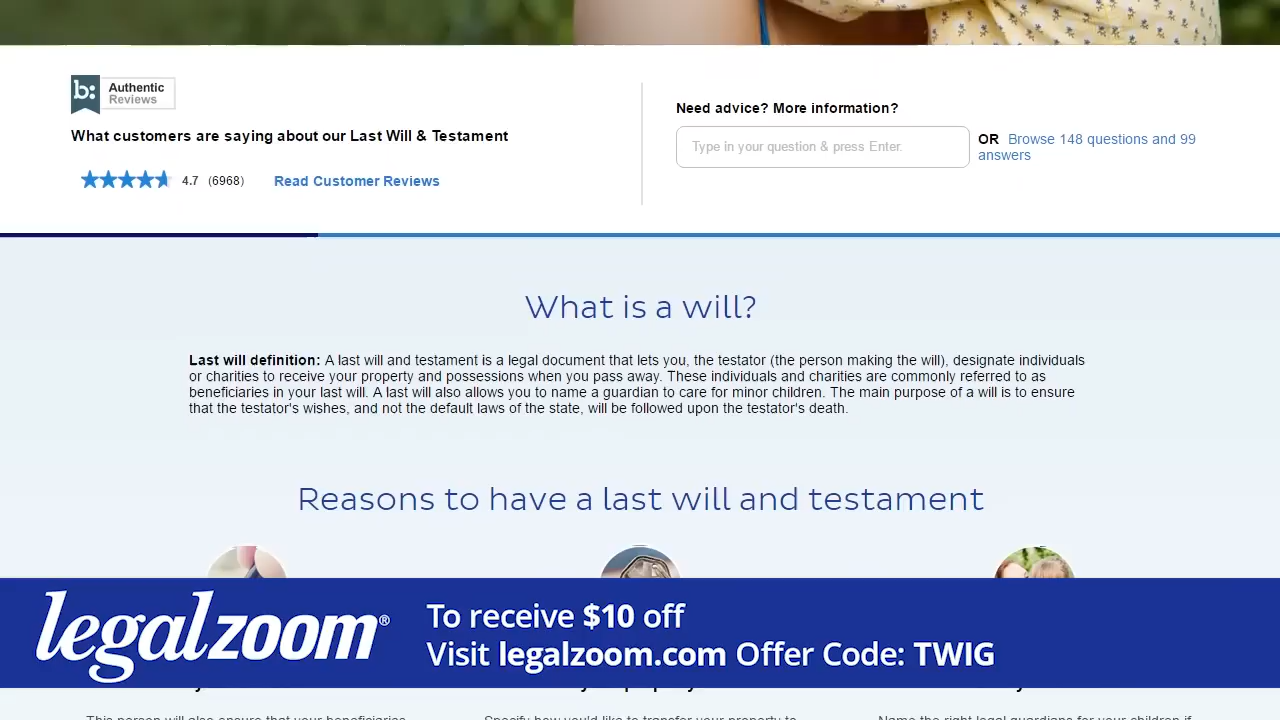 b: Authentic
Reviews
What customers are saying about our Last Will & Testament
4.7 (6968) Read Customer Reviews
Need advice? More information?
Type in your question & press Enter.
OR Browse 148 questions and 99
answers
What is a will?
Last will definition: A last will and testament is a legal document that lets you, the testator (the person making the will), designate individuals
or charities to receive your property and possessions when you pass away. These individuals and charities are commonly referred to as
beneficiaries in your last will. A last will also allows you to name a guardian to care for minor children. The main purpose of a will is to ensure
that the testator's wishes, and not the default laws of the state, will be followed upon the testator's death.
Reasons to have a last will and testament
legalzoom®
To receive $10 off
Visit legalzoom.com Offer Code: TWIG
This person will also ensure that your beneficiaries
Specify how you'd like to transfer your property to
Name the right legal guardians for your children if